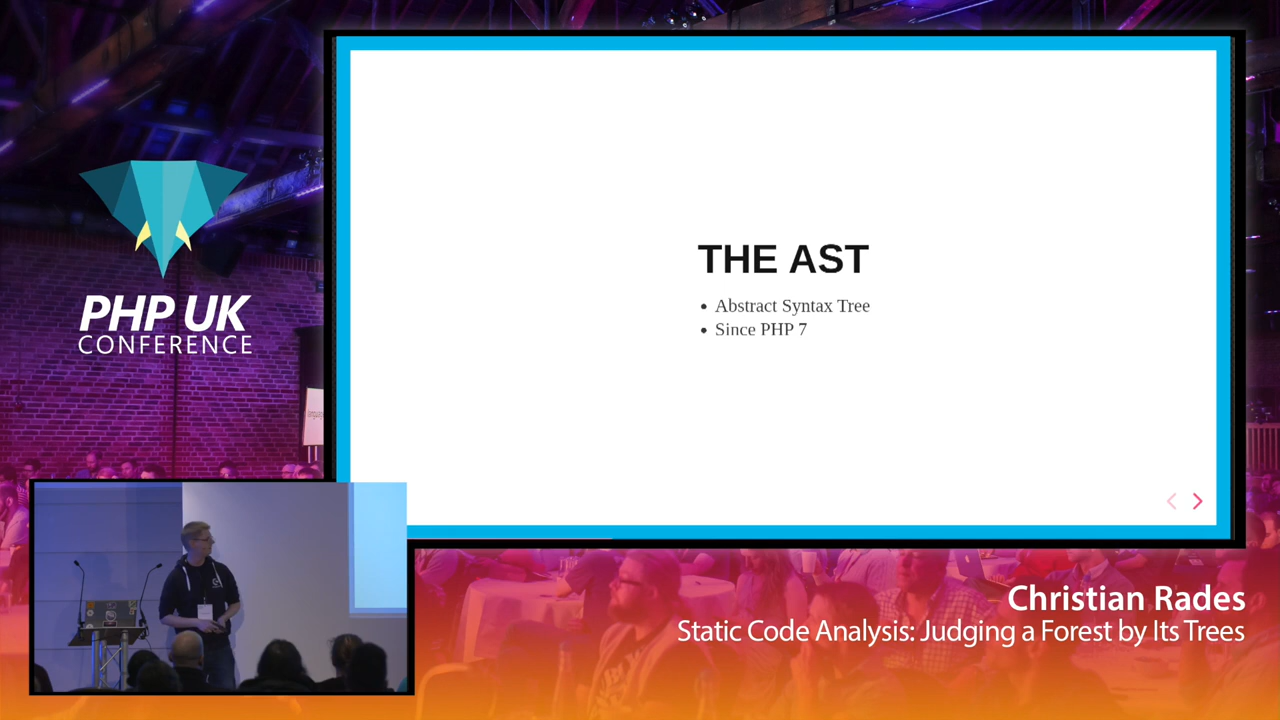 THE AST
• Abstract Syntax Tree
• Since PHP 7
PHP UK
CONFERENCE
Christian Rades
Static Code Analysis: Judging a Forest by Its Trees